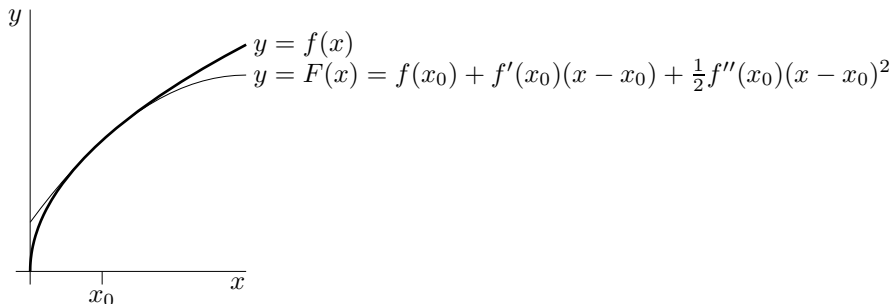 y
y = f(x)
y = F(x) = f(x₀) + f′(x₀)(x − x₀) + ½f″(x₀)(x − x₀)²
x
x₀